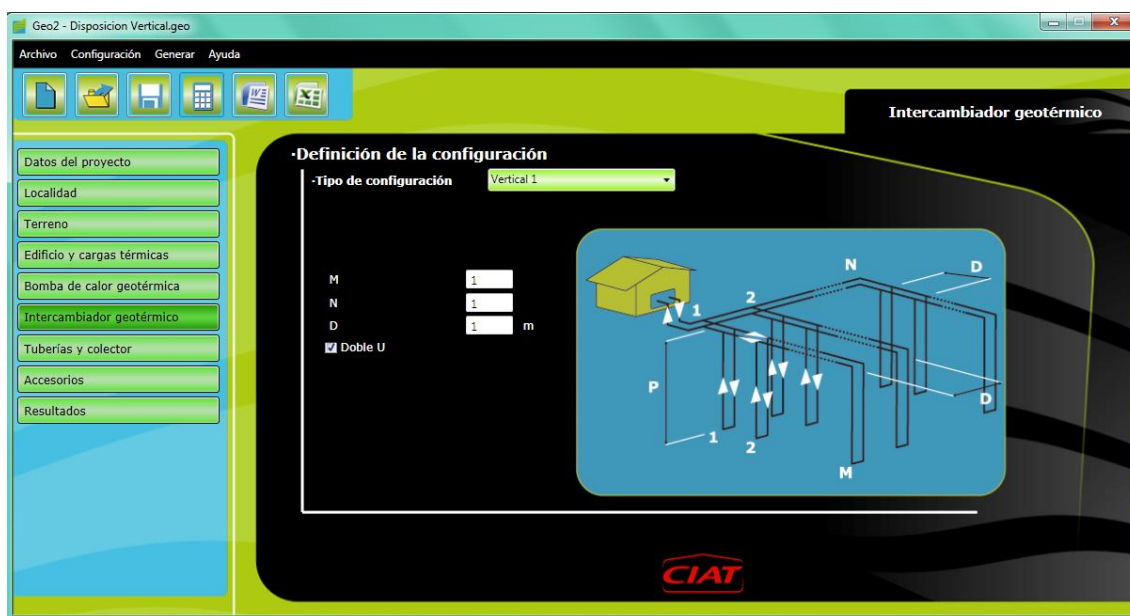 Geo2 - Disposicion Vertical.geo
Archivo Configuración Generar Ayuda
Intercambiador geotérmico
Datos del proyecto
Localidad
Terreno
Edificio y cargas térmicas
Bomba de calor geotérmica
Intercambiador geotérmico
Tuberías y colector
Accesorios
Resultados
·Definición de la configuración
·Tipo de configuración Vertical 1
M 1
N 1
D 1 m
Doble U
N D
1 2
P
D
1 2
M
CIAT